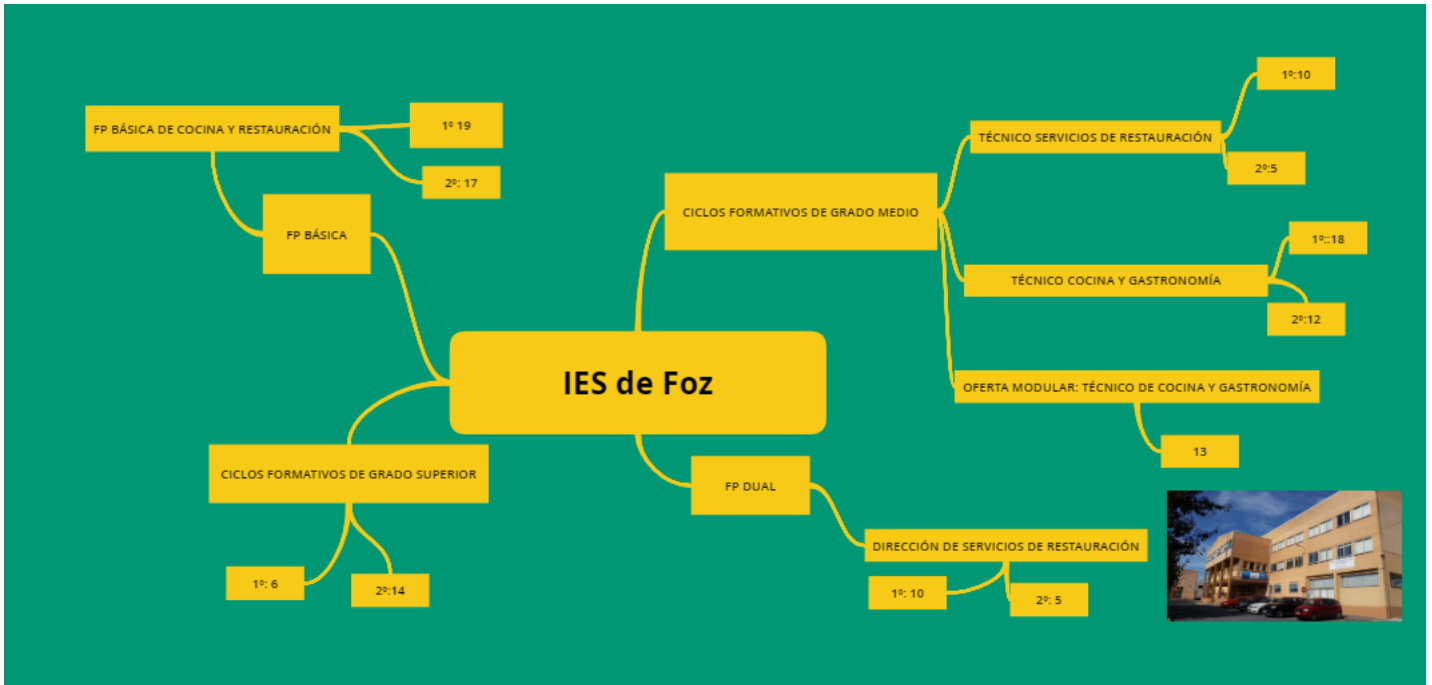 FP BÁSICA DE COCINA Y RESTAURACIÓN
1º 19
2º: 17
FP BÁSICA
CICLOS FORMATIVOS DE GRADO MEDIO
TÉCNICO SERVICIOS DE RESTAURACIÓN
1º:10
2º:5
TÉCNICO COCINA Y GASTRONOMÍA
1º::18
2º:12
OFERTA MODULAR: TÉCNICO DE COCINA Y GASTRONOMÍA
13
IES de Foz
CICLOS FORMATIVOS DE GRADO SUPERIOR
1º: 6
2º:14
FP DUAL
DIRECCIÓN DE SERVICIOS DE RESTAURACIÓN
1º: 10
2º: 5